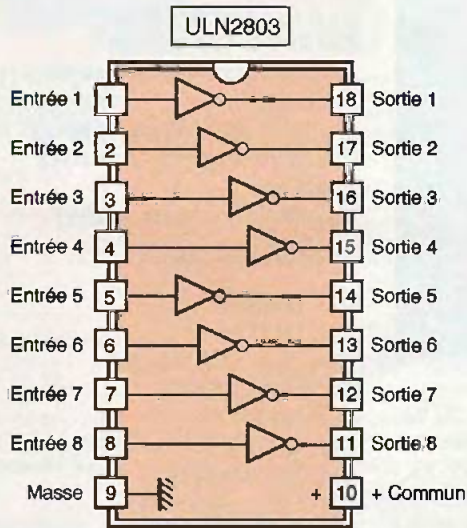 ULN2803
Entrée 1 1 18 Sortie 1
Entrée 2 2 17 Sortie 2
Entrée 3 3 16 Sortie 3
Entrée 4 4 15 Sortie 4
Entrée 5 5 14 Sortie 5
Entrée 6 6 13 Sortie 6
Entrée 7 7 12 Sortie 7
Entrée 8 8 11 Sortie 8
Masse 9 + 10 + Commun